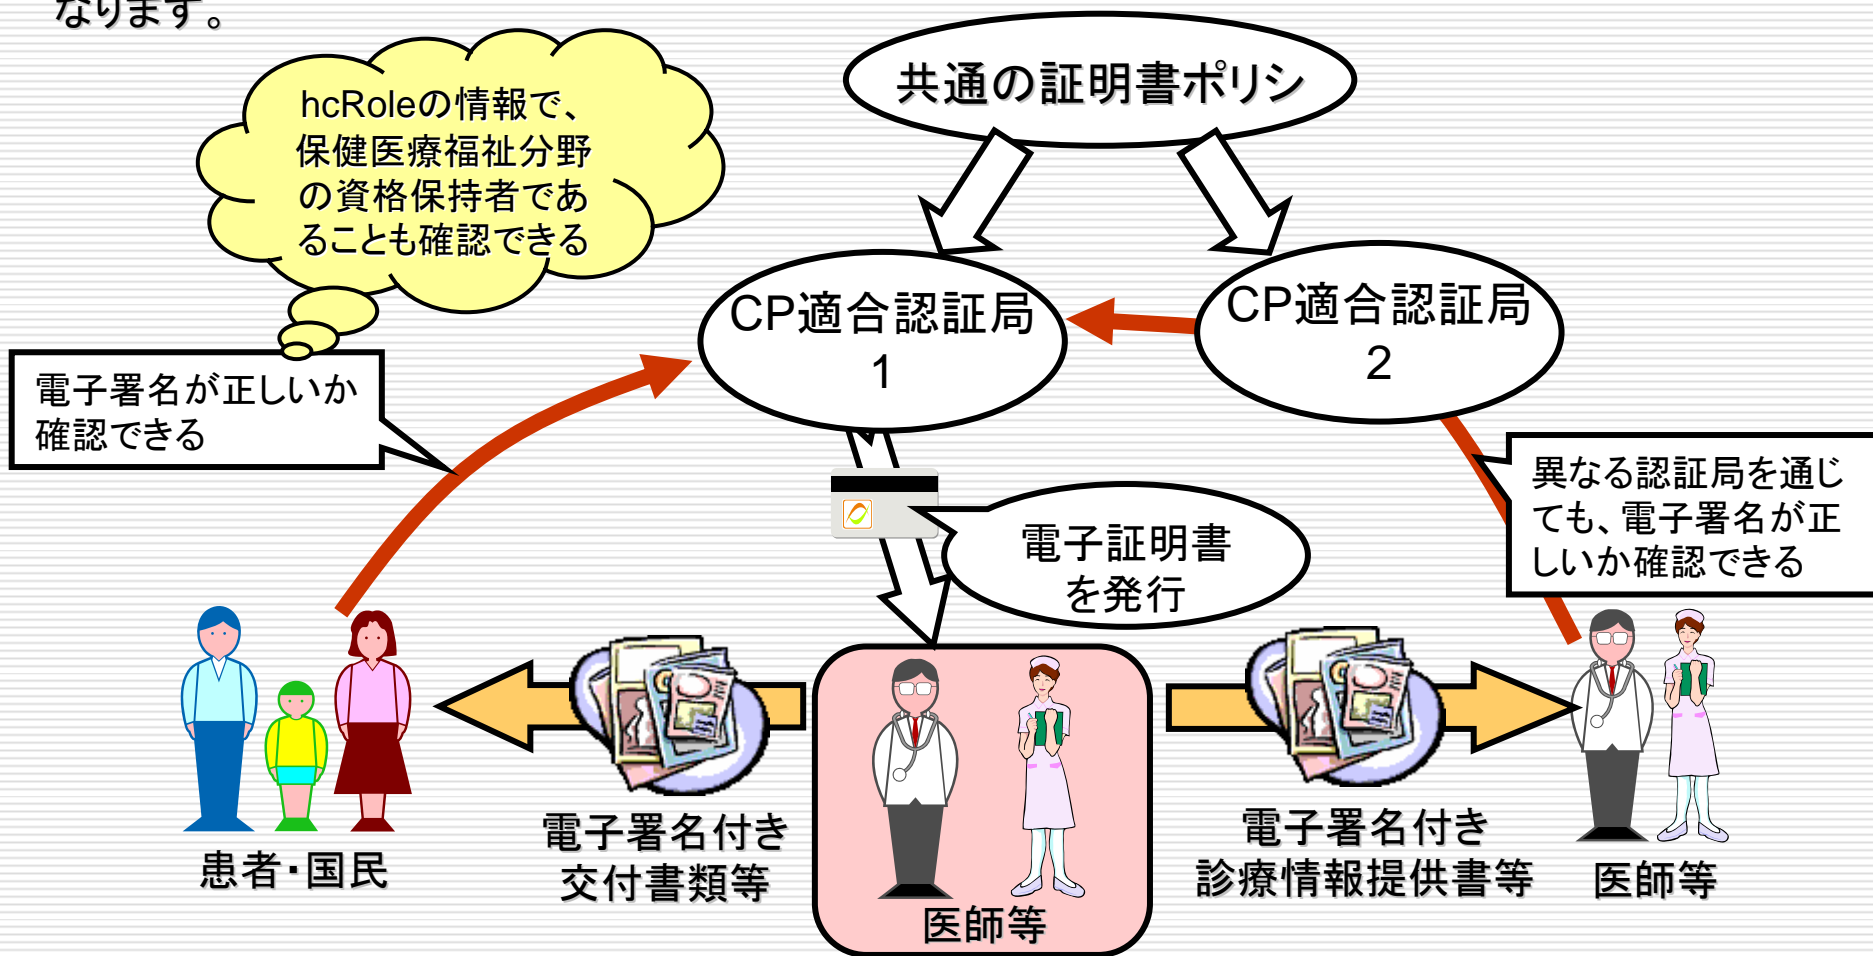 なります。
共通の証明書ポリシ
hcRoleの情報で、
保健医療福祉分野
の資格保持者であ
ることも確認できる
CP適合認証局
1
CP適合認証局
2
電子署名が正しいか
確認できる
異なる認証局を通じ
ても、電子署名が正
しいか確認できる
電子証明書
を発行
電子署名付き
交付書類等
電子署名付き
診療情報提供書等
患者・国民
医師等
医師等